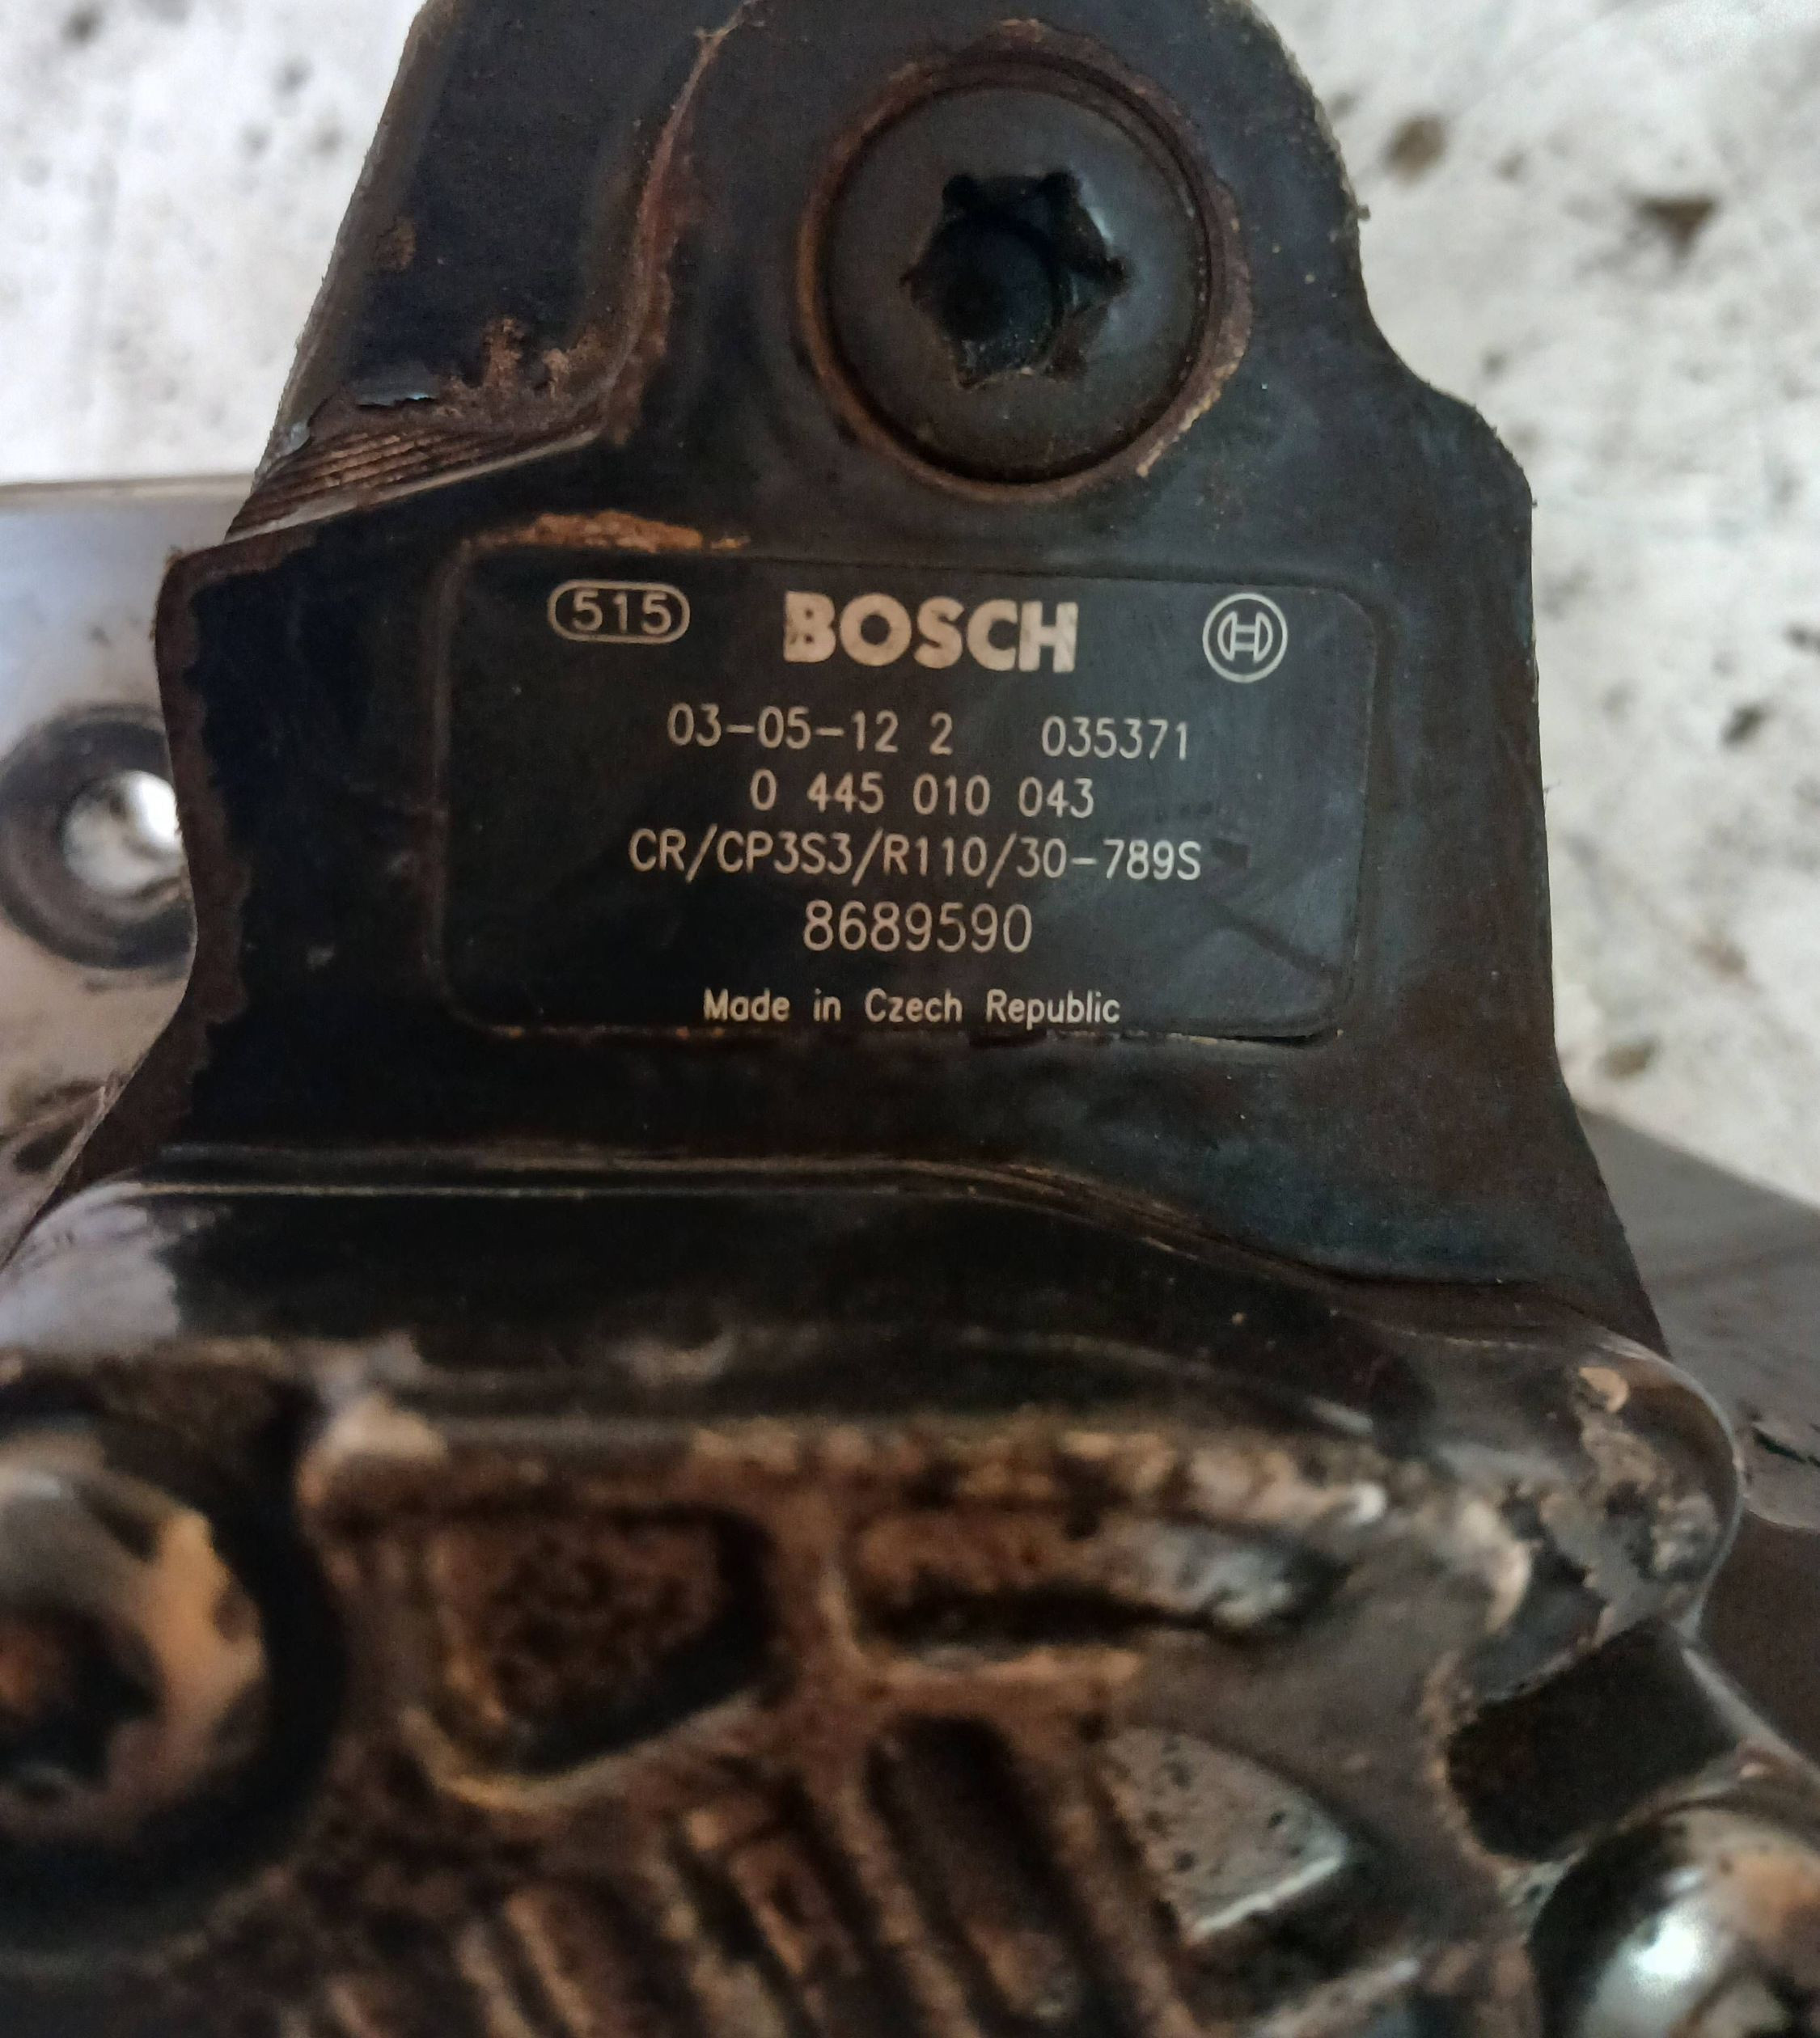 515 BOSCH
03-05-12 2 035371
0 445 010 043
CR/CP3S3/R110/30-789S
8689590
Made in Czech Republic